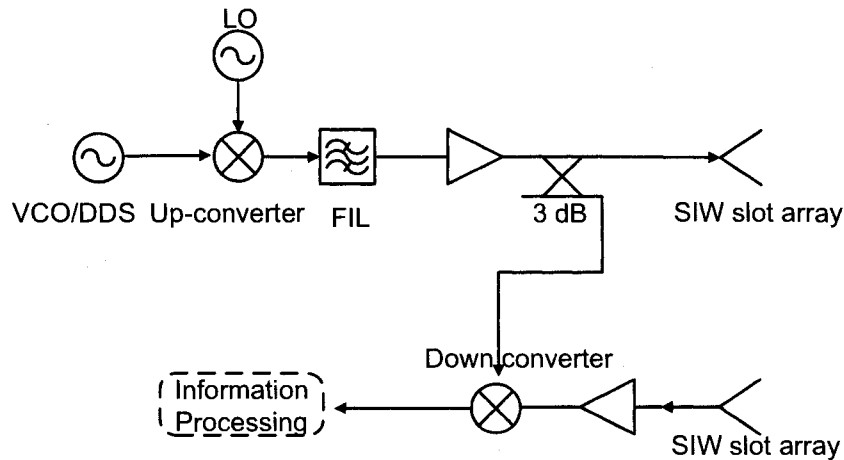 LO
VCO/DDS
Up-converter
FIL
3 dB
SIW slot array
Down converter
Information
Processing
SIW slot array